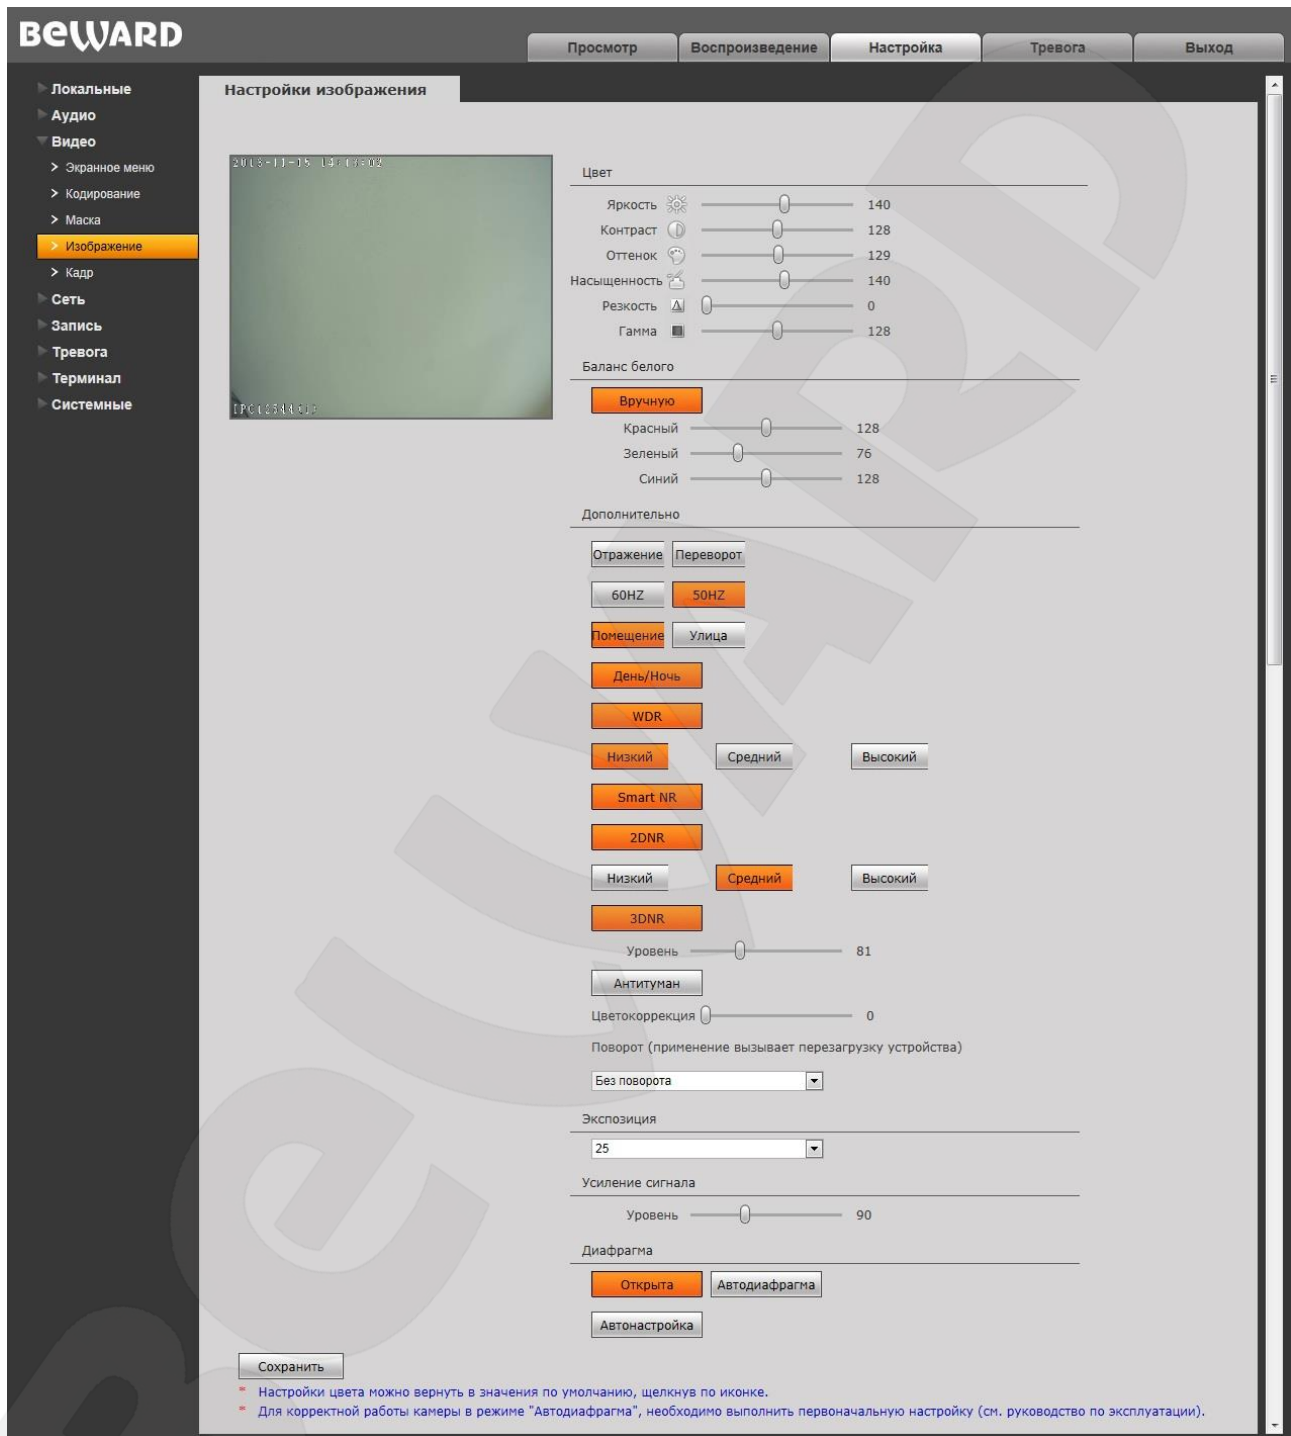 BEWARD
Просмотр Воспроизведение Настройка Тревога Выход
Локальные
Аудио
Видео
> Экранное меню
> Кодирование
> Маска
> Изображение
> Кадр
Сеть
Запись
Тревога
Терминал
Системные
Настройки изображения
Цвет
Яркость 140
Контраст 128
Оттенок 129
Насыщенность 140
Резкость 0
Гамма 128
Баланс белого
Вручную
Красный 128
Зеленый 76
Синий 128
Дополнительно
Отражение Переворот
60HZ 50HZ
Помещение Улица
День/Ночь
WDR
Низкий Средний Высокий
Smart NR
2DNR
Низкий Средний Высокий
3DNR
Уровень 81
Антитуман
Цветокоррекция 0
Поворот (применение вызывает перезагрузку устройства)
Без поворота
Экспозиция
25
Усиление сигнала
Уровень 90
Диафрагма
Открыта Автодиафрагма
Автонастройка
Сохранить
* Настройки цвета можно вернуть в значения по умолчанию, щелкнув по иконке.
* Для корректной работы камеры в режиме "Автодиафрагма", необходимо выполнить первоначальную настройку (см. руководство по эксплуатации).